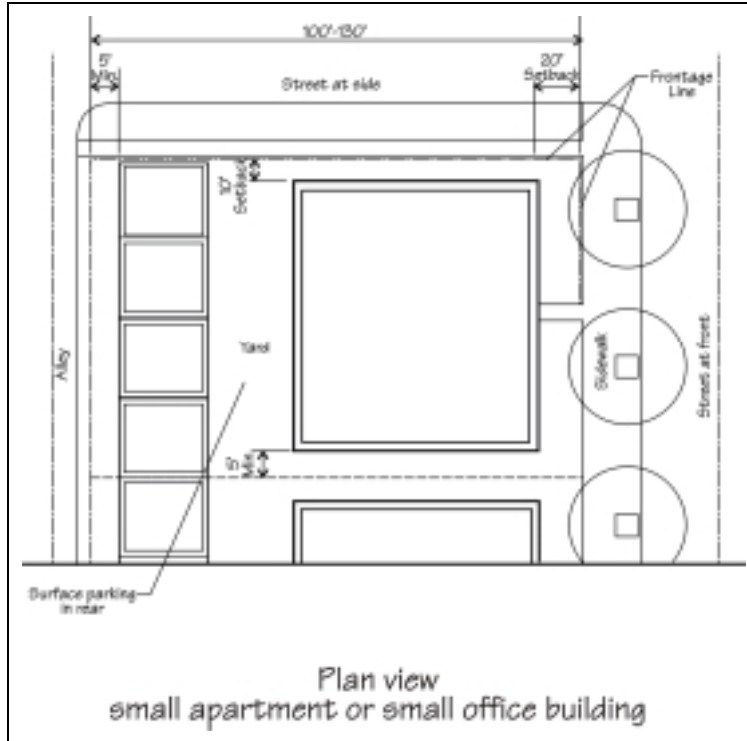 100'-130'
5'
Min.
20'
Setback
Street at side
Frontage
Line
10'
Setback
Alley
Yard
Sidewalk
Street at front
5'
Min.
Surface parking
in rear
Plan view
small apartment or small office building